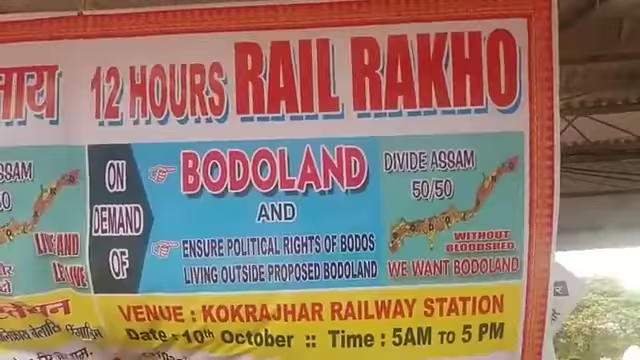 12 HOURS RAIL RAKHO
ON
DEMAND
OF
BODOLAND
AND
ENSURE POLITICAL RIGHTS OF BODOS
LIVING OUTSIDE PROPOSED BODOLAND
DIVIDE ASSAM
50/50
WITHOUT
BLOODSHED
WE WANT BODOLAND
VENUE : KOKRAJHAR RAILWAY STATION
Date : 10th October :: Time : 5AM TO 5 PM
ASSAM
LIVE AND